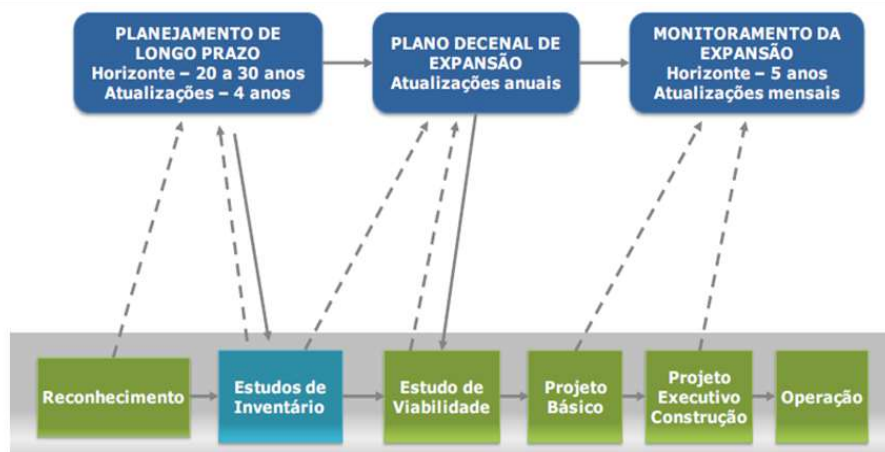 PLANEJAMENTO DE
LONGO PRAZO
Horizonte – 20 a 30 anos
Atualizações – 4 anos
PLANO DECENAL DE
EXPANSÃO
Atualizações anuais
MONITORAMENTO DA
EXPANSÃO
Horizonte – 5 anos
Atualizações mensais
Reconhecimento
Estudos de
Inventário
Estudo de
Viabilidade
Projeto
Básico
Projeto
Executivo
Construção
Operação